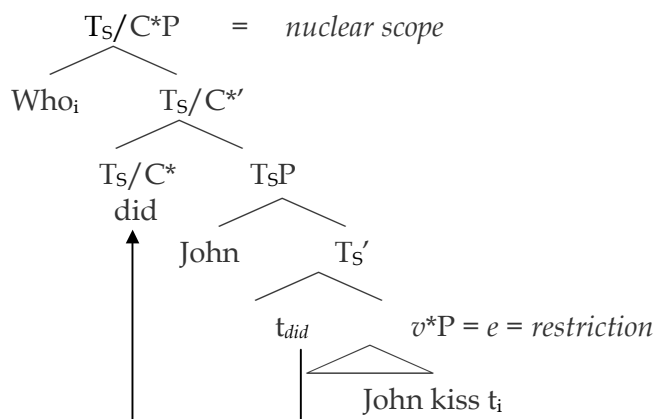 Ts/C*P = nuclear scope
Whoi Ts/C*'
Ts/C* TsP
did
John Ts'
tdid v*P = e = restriction
John kiss ti